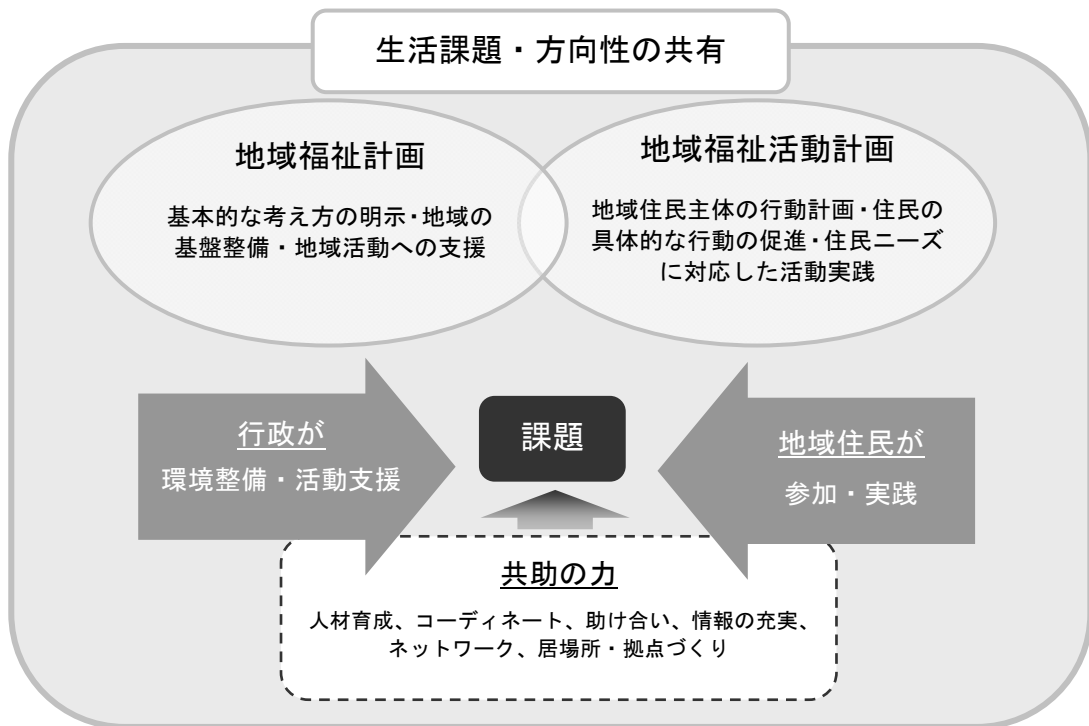 生活課題・方向性の共有
地域福祉計画
基本的な考え方の明示・地域の
基盤整備・地域活動への支援
地域福祉活動計画
地域住民主体の行動計画・住民の
具体的な行動の促進・住民ニーズ
に対応した活動実践
行政が
環境整備・活動支援
課題
地域住民が
参加・実践
共助の力
人材育成、コーディネート、助け合い、情報の充実、
ネットワーク、居場所・拠点づくり